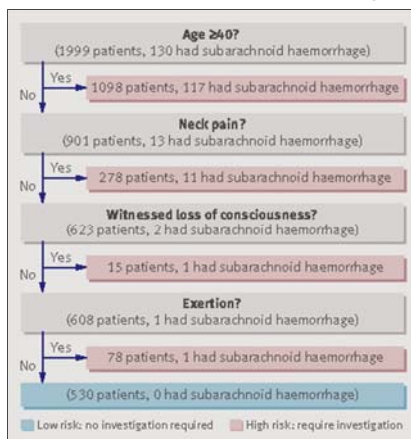 Age ≥40?
(1999 patients, 130 had subarachnoid haemorrhage)
Yes
1098 patients, 117 had subarachnoid haemorrhage
No
Neck pain?
(901 patients, 13 had subarachnoid haemorrhage)
Yes
278 patients, 11 had subarachnoid haemorrhage
No
Witnessed loss of consciousness?
(623 patients, 2 had subarachnoid haemorrhage)
Yes
15 patients, 1 had subarachnoid haemorrhage
No
Exertion?
(608 patients, 1 had subarachnoid haemorrhage)
Yes
78 patients, 1 had subarachnoid haemorrhage
No
(530 patients, 0 had subarachnoid haemorrhage)
Low risk: no investigation required High risk: require investigation